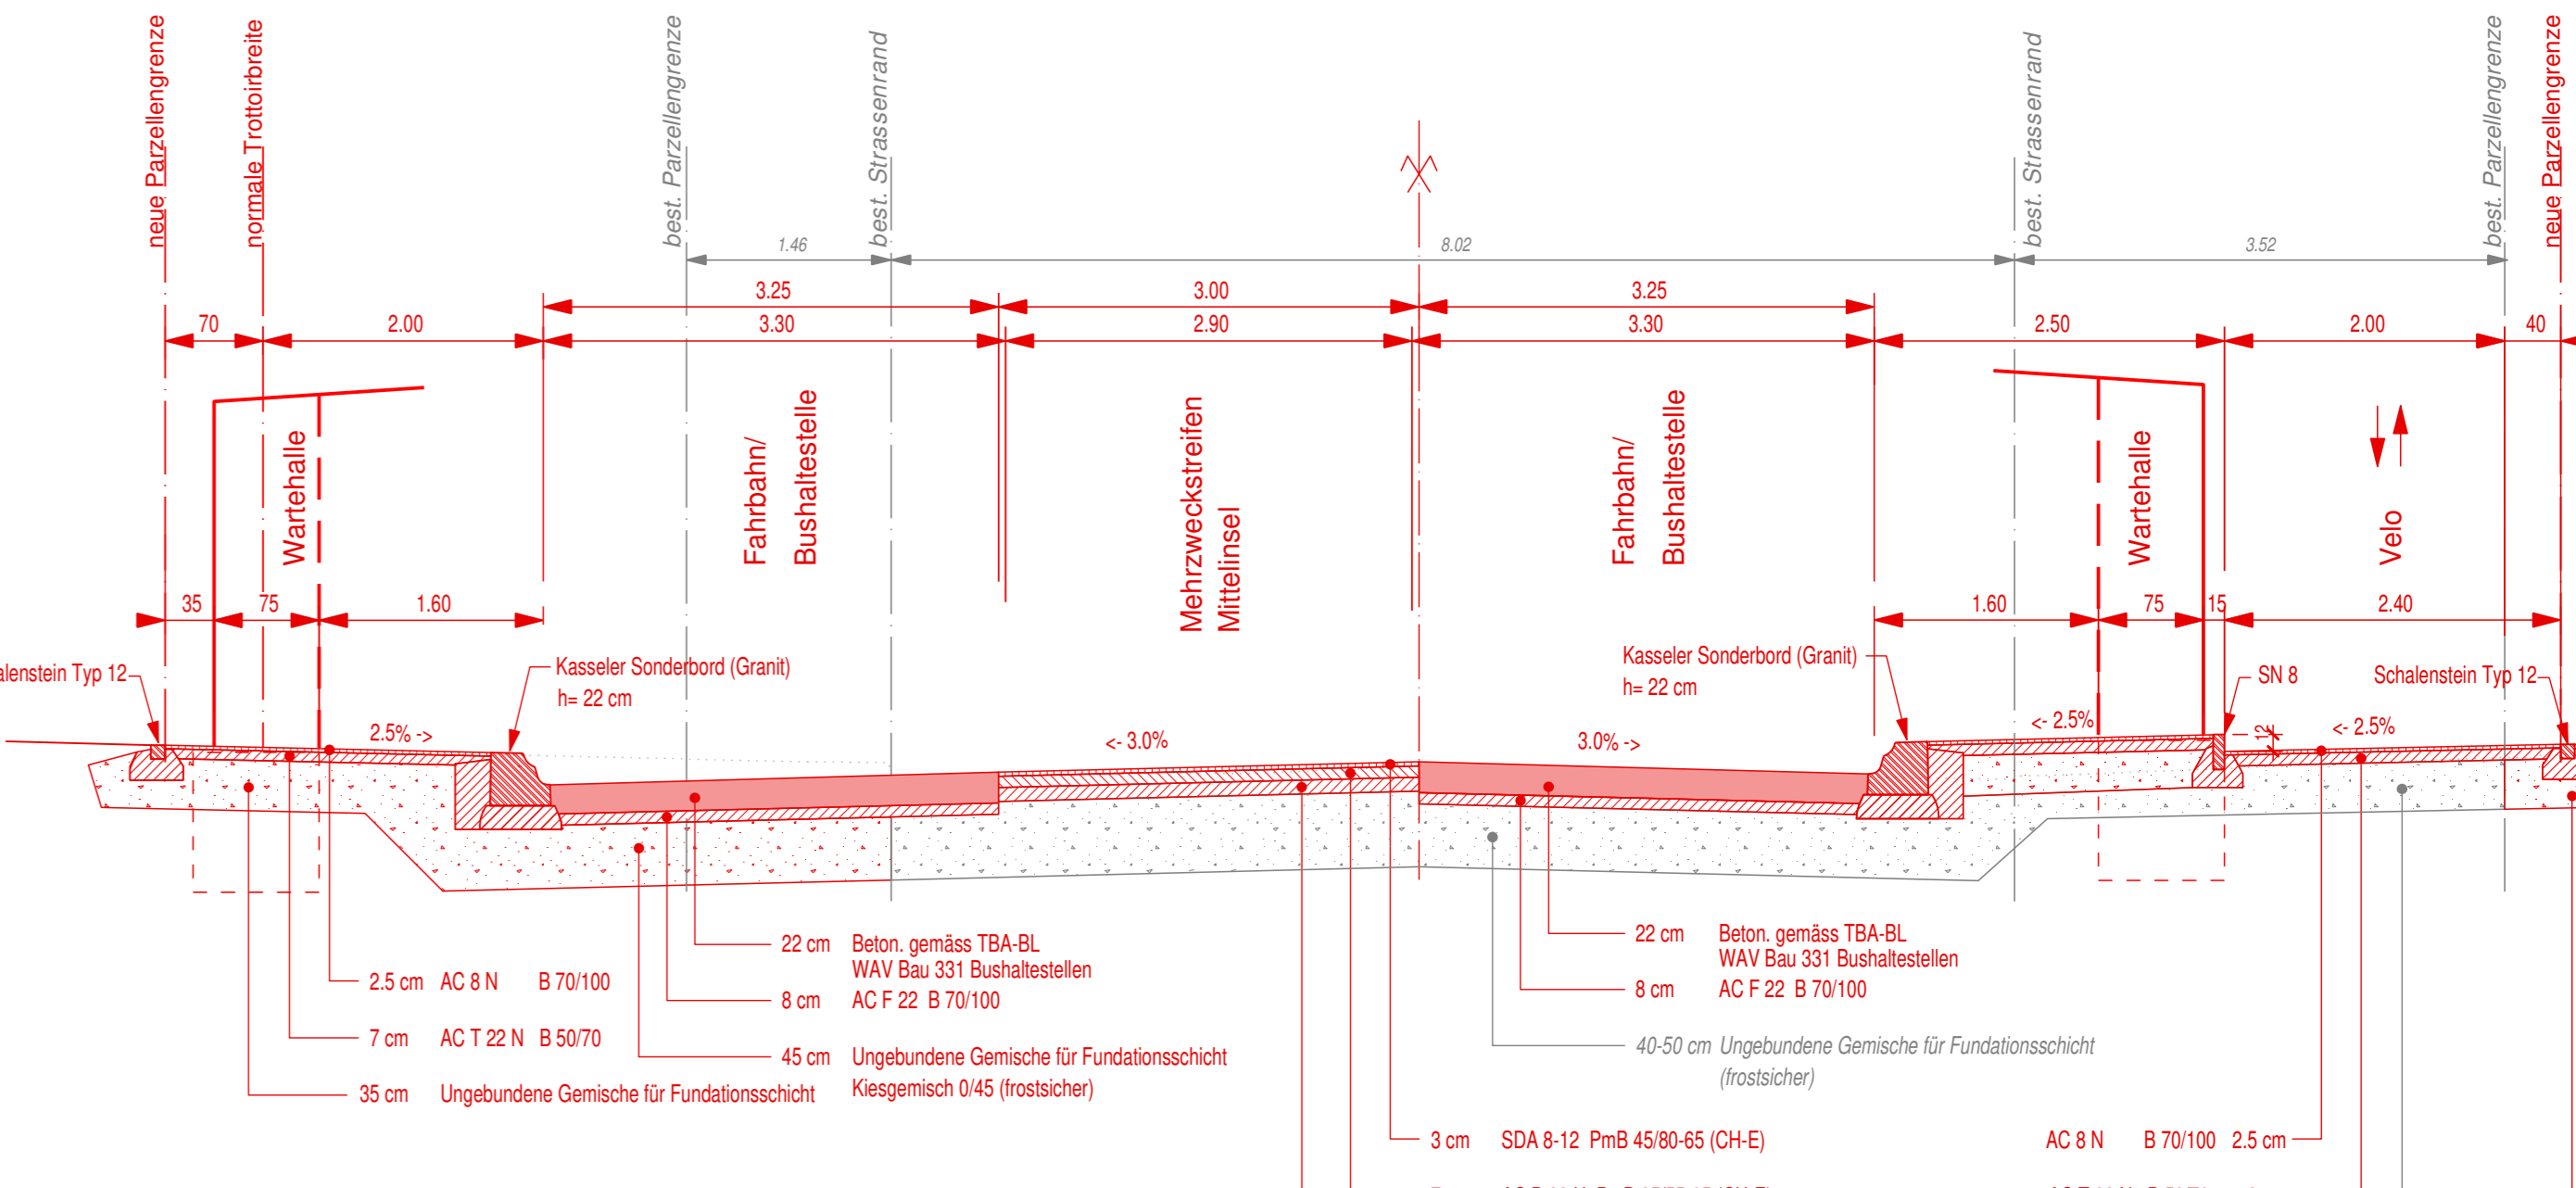 neue Parzellengrenze
normale Trottoirbreite
best. Parzellengrenze
best. Strassenrand
best. Strassenrand
best. Parzellengrenze
neue Parzellengrenze
1.46
8.02
3.52
3.25
3.00
3.25
70
2.00
3.30
2.90
3.30
2.50
2.00
40
Wartehalle
Fahrbahn/
Bushaltestelle
Mehrzweckstreifen
Mittelinsel
Fahrbahn/
Bushaltestelle
Wartehalle
Velo
35
75
1.60
1.60
75
15
2.40
alenstein Typ 12
Kasseler Sonderbord (Granit)
h= 22 cm
Kasseler Sonderbord (Granit)
h= 22 cm
SN 8
Schalenstein Typ 12
2.5% ->
<- 3.0%
3.0% ->
<- 2.5%
12
<- 2.5%
22 cm Beton. gemäss TBA-BL
WAV Bau 331 Bushaltestellen
8 cm AC F 22 B 70/100
45 cm Ungebundene Gemische für Fundationsschicht
Kiesgemisch 0/45 (frostsicher)
2.5 cm AC 8 N B 70/100
7 cm AC T 22 N B 50/70
35 cm Ungebundene Gemische für Fundationsschicht
22 cm Beton. gemäss TBA-BL
WAV Bau 331 Bushaltestellen
8 cm AC F 22 B 70/100
40-50 cm Ungebundene Gemische für Fundationsschicht
(frostsicher)
3 cm SDA 8-12 PmB 45/80-65 (CH-E)
AC 8 N B 70/100 2.5 cm